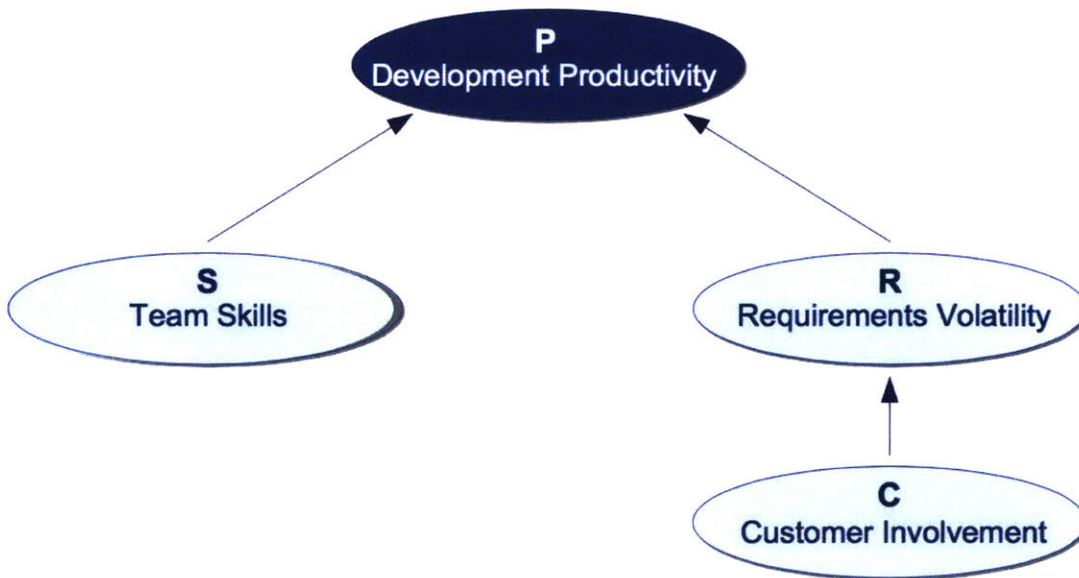 P
Development Productivity
S
Team Skills
R
Requirements Volatility
C
Customer Involvement